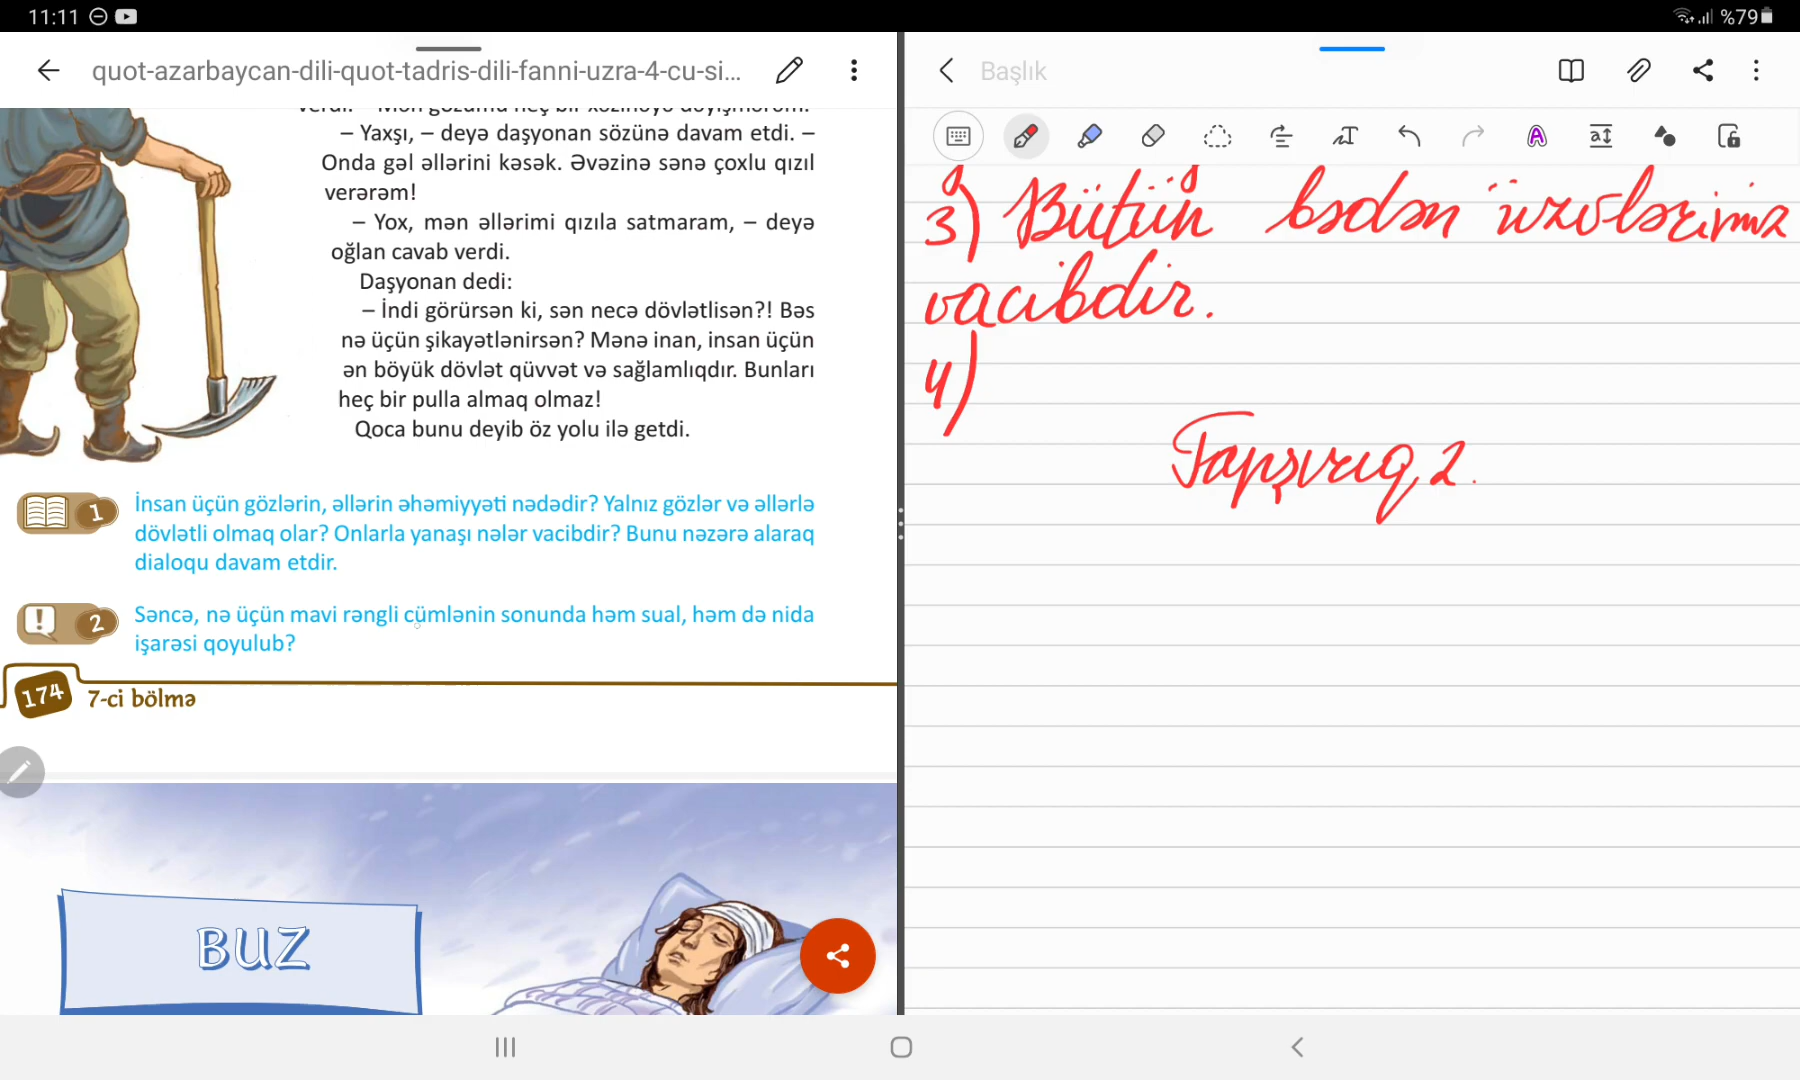 11:11
%79
quot-azarbaycan-dili-quot-tadris-dili-fanni-uzra-4-cu-si...
– Yaxşı, – deyə daşyonan sözünə davam etdi. –
Onda gəl əllərini kəsək. Əvəzinə sənə çoxlu qızıl
verərəm!
– Yox, mən əllərimi qızıla satmaram, – deyə
oğlan cavab verdi.
Daşyonan dedi:
– İndi görürsən ki, sən necə dövlətlisən?! Bəs
nə üçün şikayətlənirsən? Mənə inan, insan üçün
ən böyük dövlət qüvvət və sağlamlıqdır. Bunları
heç bir pulla almaq olmaz!
Qoca bunu deyib öz yolu ilə getdi.
1
İnsan üçün gözlərin, əllərin əhəmiyyəti nədədir? Yalnız gözlər və əllərlə
dövlətli olmaq olar? Onlarla yanaşı nələr vacibdir? Bunu nəzərə alaraq
dialoqu davam etdir.
! 2
Səncə, nə üçün mavi rəngli cümlənin sonunda həm sual, həm də nida
işarəsi qoyulub?
174
7-ci bölmə
BUZ
Başlık
3) Bütün bədən üzvlərimiz
vacibdir.
4)
Tapşırıq 2.